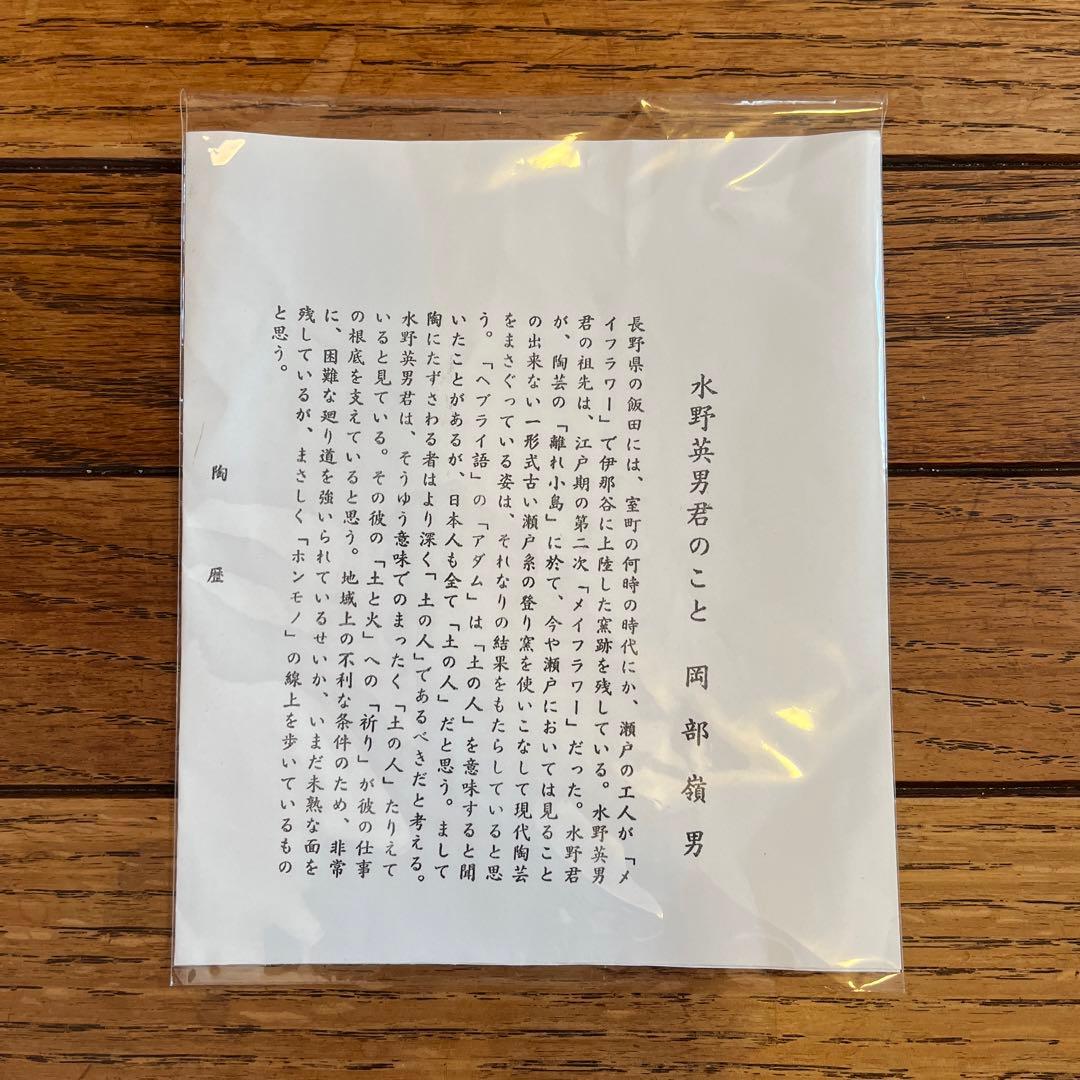 水野英男君のこと 岡部嶺男
長野県の飯田には、室町の何時の時代にか、瀬戸の工人が「メ
イフラワー」で伊那谷に上陸した窯跡を残している。水野英男
君の祖先は、江戸期の第二次「メイフラワー」だった。水野君
が、陶芸の「離れ小島」に於て、今や瀬戸においては見ること
の出来ない一形式古い瀬戸系の登り窯を使いこなして現代陶芸
をまさぐっている姿は、それなりの結果をもたらしていると思
う。「ヘブライ語」の「アダム」は「土の人」を意味すると聞
いたことがあるが、日本人も全て「土の人」だと思う。まして
陶にたずさわる者はより深く「土の人」であるべきだと考える。
水野英男君は、そうゆう意味でのまったく「土の人」たりえて
いると見ている。その彼の「土と火」への「祈り」が彼の仕事
の根底を支えていると思う。地域上の不利な条件のため、非常
に、困難な廻り道を強いられているせいか、いまだ未熟な面を
残しているが、まさしく「ホンモノ」の線上を歩いているもの
と思う。
陶歴